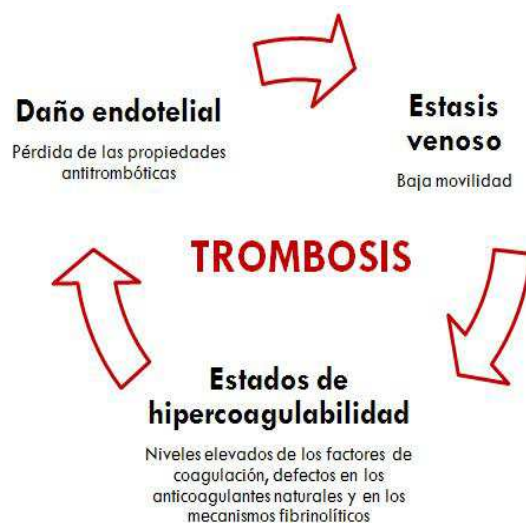 Daño endotelial
Pérdida de las propiedades
antitrombóticas
Estasis
venoso
Baja movilidad
TROMBOSIS
Estados de
hipercoagulabilidad
Niveles elevados de los factores de
coagulación, defectos en los
anticoagulantes naturales y en los
mecanismos fibrinolíticos